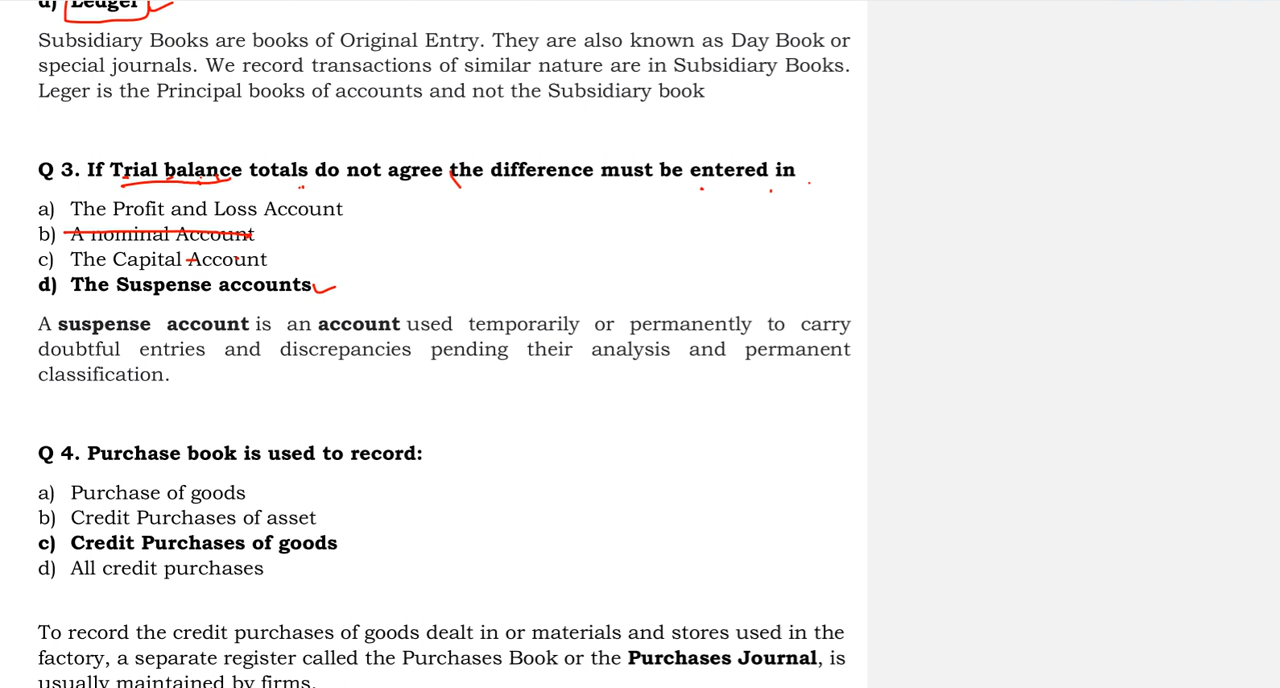 d) Ledger
Subsidiary Books are books of Original Entry. They are also known as Day Book or
special journals. We record transactions of similar nature are in Subsidiary Books.
Leger is the Principal books of accounts and not the Subsidiary book
Q 3. If Trial balance totals do not agree the difference must be entered in
a) The Profit and Loss Account
b) A nominal Account
c) The Capital Account
d) The Suspense accounts
A suspense account is an account used temporarily or permanently to carry
doubtful entries and discrepancies pending their analysis and permanent
classification.
Q 4. Purchase book is used to record:
a) Purchase of goods
b) Credit Purchases of asset
c) Credit Purchases of goods
d) All credit purchases
To record the credit purchases of goods dealt in or materials and stores used in the
factory, a separate register called the Purchases Book or the Purchases Journal, is
usually maintained by firms.